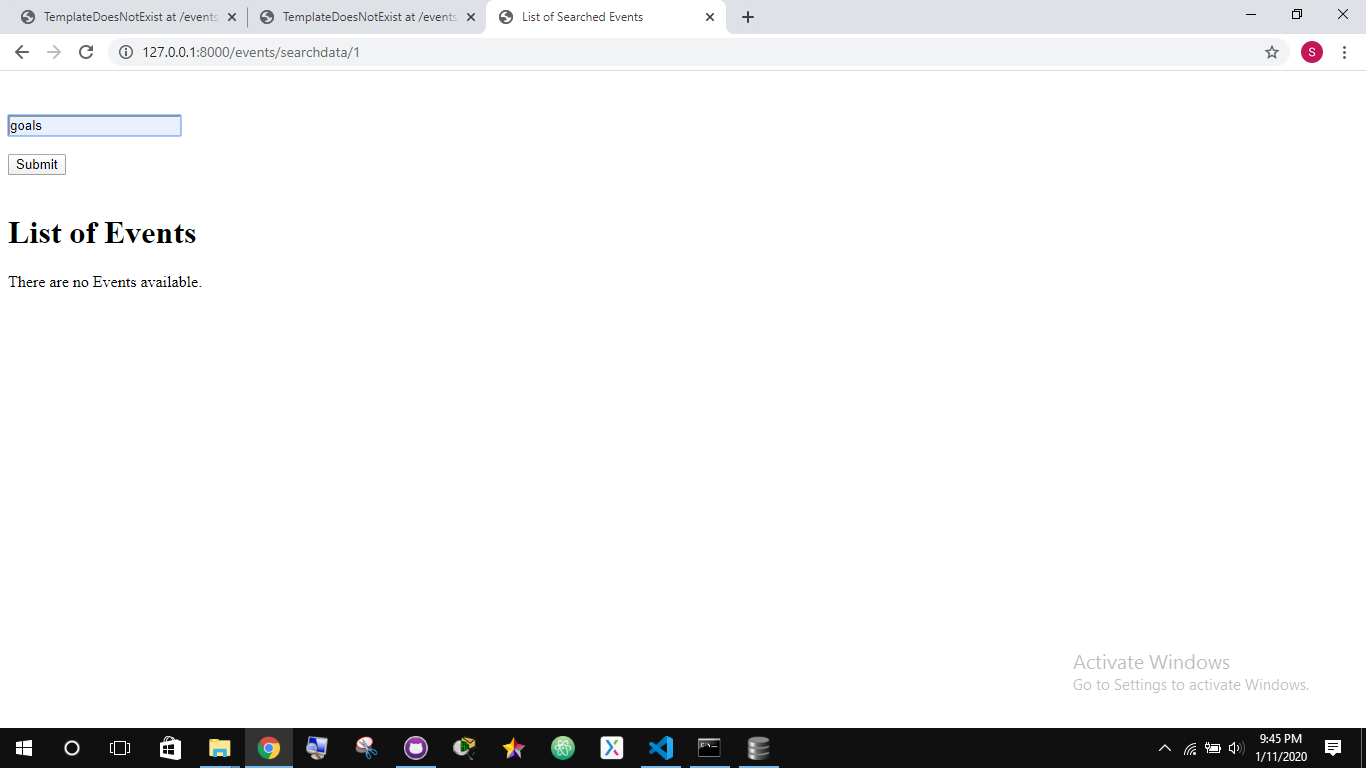 TemplateDoesNotExist at /events
TemplateDoesNotExist at /events
List of Searched Events
127.0.0.1:8000/events/searchdata/1
S
goals
Submit
List of Events
There are no Events available.
Activate Windows
Go to Settings to activate Windows.
9:45 PM
1/11/2020